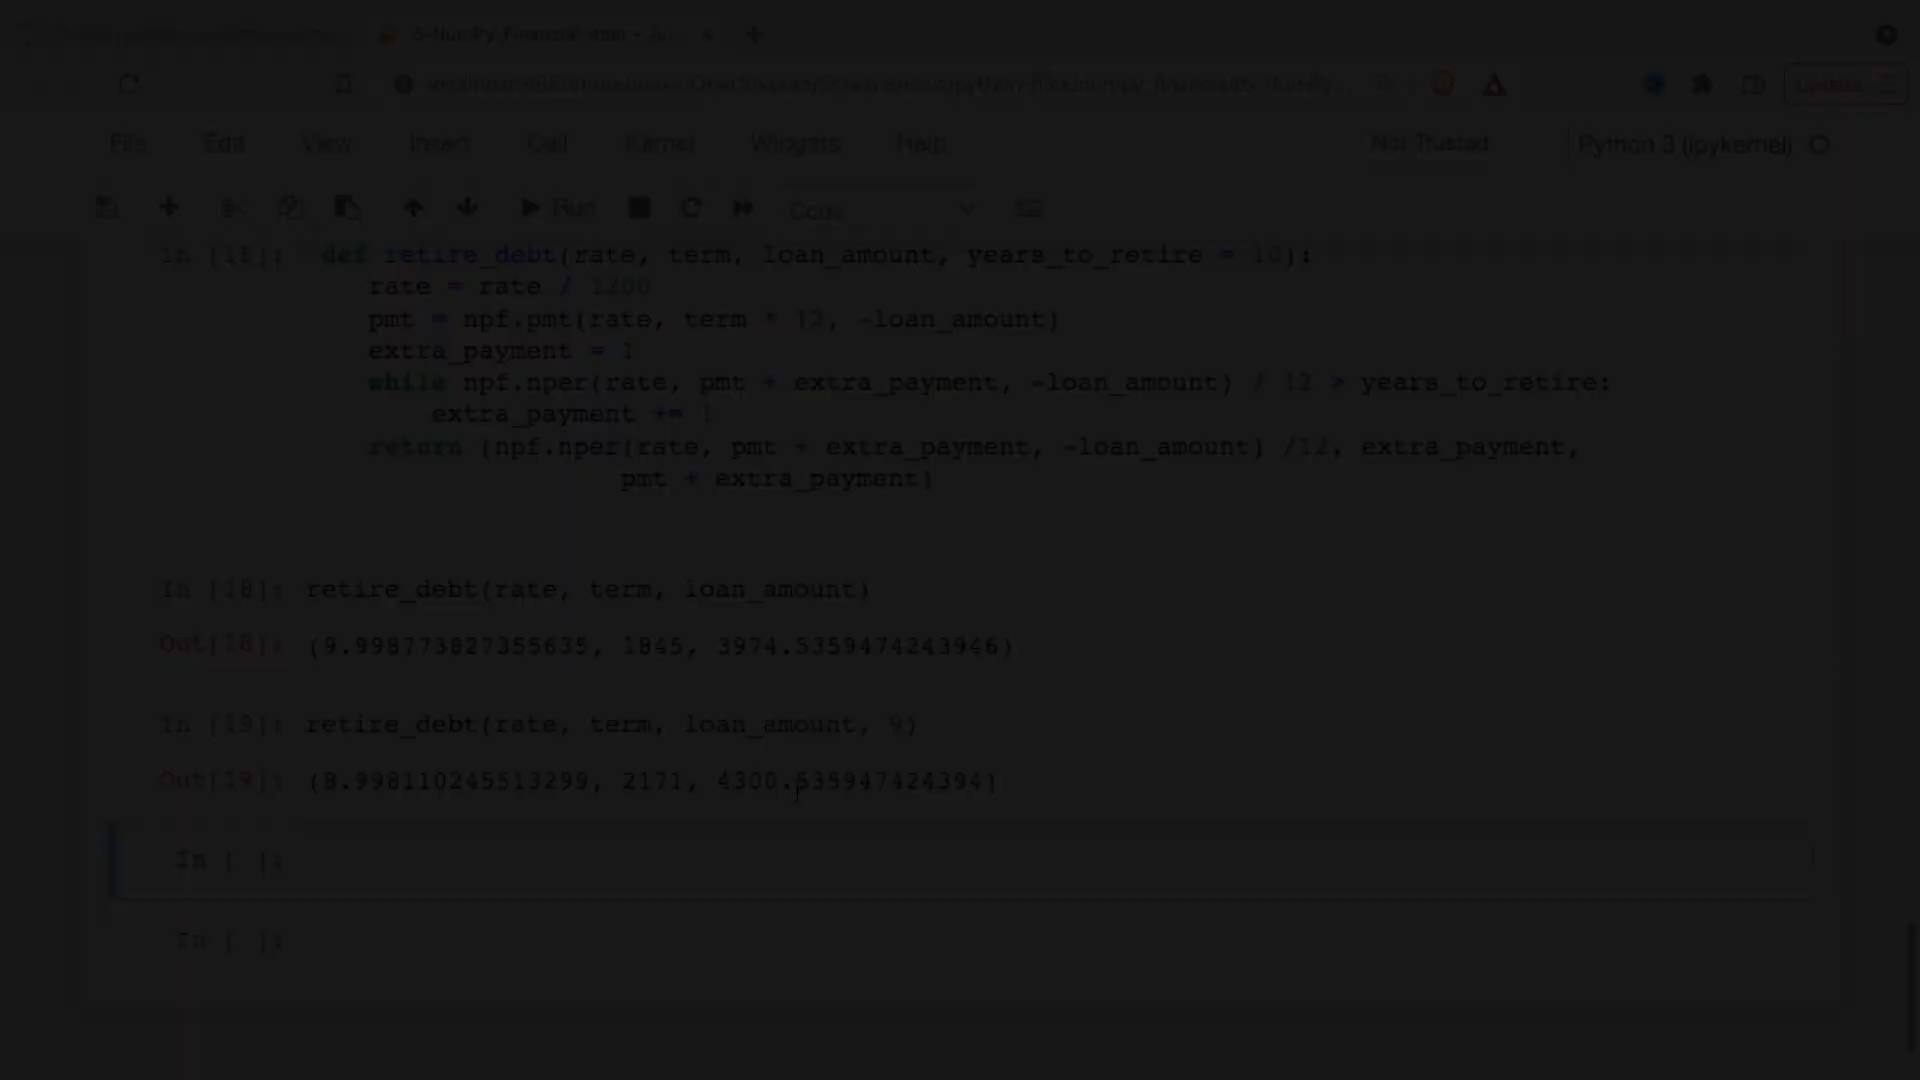 File Edit View Insert Cell Kernel Widgets Help Not Trusted Python 3 (ipykernel)
Run Code
In [16]: def retire_debt(rate, term, loan_amount, years_to_retire = 10):
rate = rate / 1200
pmt = npf.pmt(rate, term * 12, -loan_amount)
extra_payment = 1
while npf.nper(rate, pmt + extra_payment, -loan_amount) / 12 > years_to_retire:
extra_payment += 1
return (npf.nper(rate, pmt + extra_payment, -loan_amount) /12, extra_payment,
pmt + extra_payment)
In [18]: retire_debt(rate, term, loan_amount)
Out[18]: (9.998773827355635, 1845, 3974.5359474243946)
In [19]: retire_debt(rate, term, loan_amount, 9)
Out[19]: (8.998110245513299, 2171, 4300.535947424394)
In [ ]:
In [ ]: